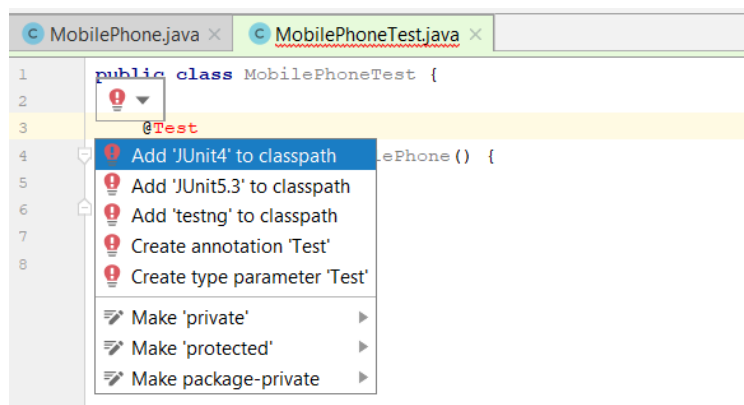 C MobilePhone.java × C MobilePhoneTest.java ×
1 public class MobilePhoneTest {
2
3 @Test
4 ePhone() {
5
6
7
8
Add 'JUnit4' to classpath
Add 'JUnit5.3' to classpath
Add 'testng' to classpath
Create annotation 'Test'
Create type parameter 'Test'
Make 'private'
Make 'protected'
Make package-private